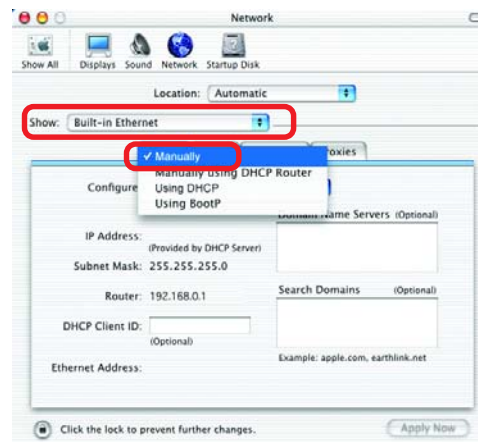 Network
Show All Displays Sound Network Startup Disk
Location: Automatic
Show: Built-in Ethernet
✓ Manually
Manually using DHCP Router
Using DHCP
Using BootP
Proxies
Configure
Domain Name Servers (Optional)
IP Address:
(Provided by DHCP Server)
Subnet Mask: 255.255.255.0
Router: 192.168.0.1
Search Domains (Optional)
DHCP Client ID:
(Optional)
Example: apple.com, earthlink.net
Ethernet Address:
Click the lock to prevent further changes.
Apply Now